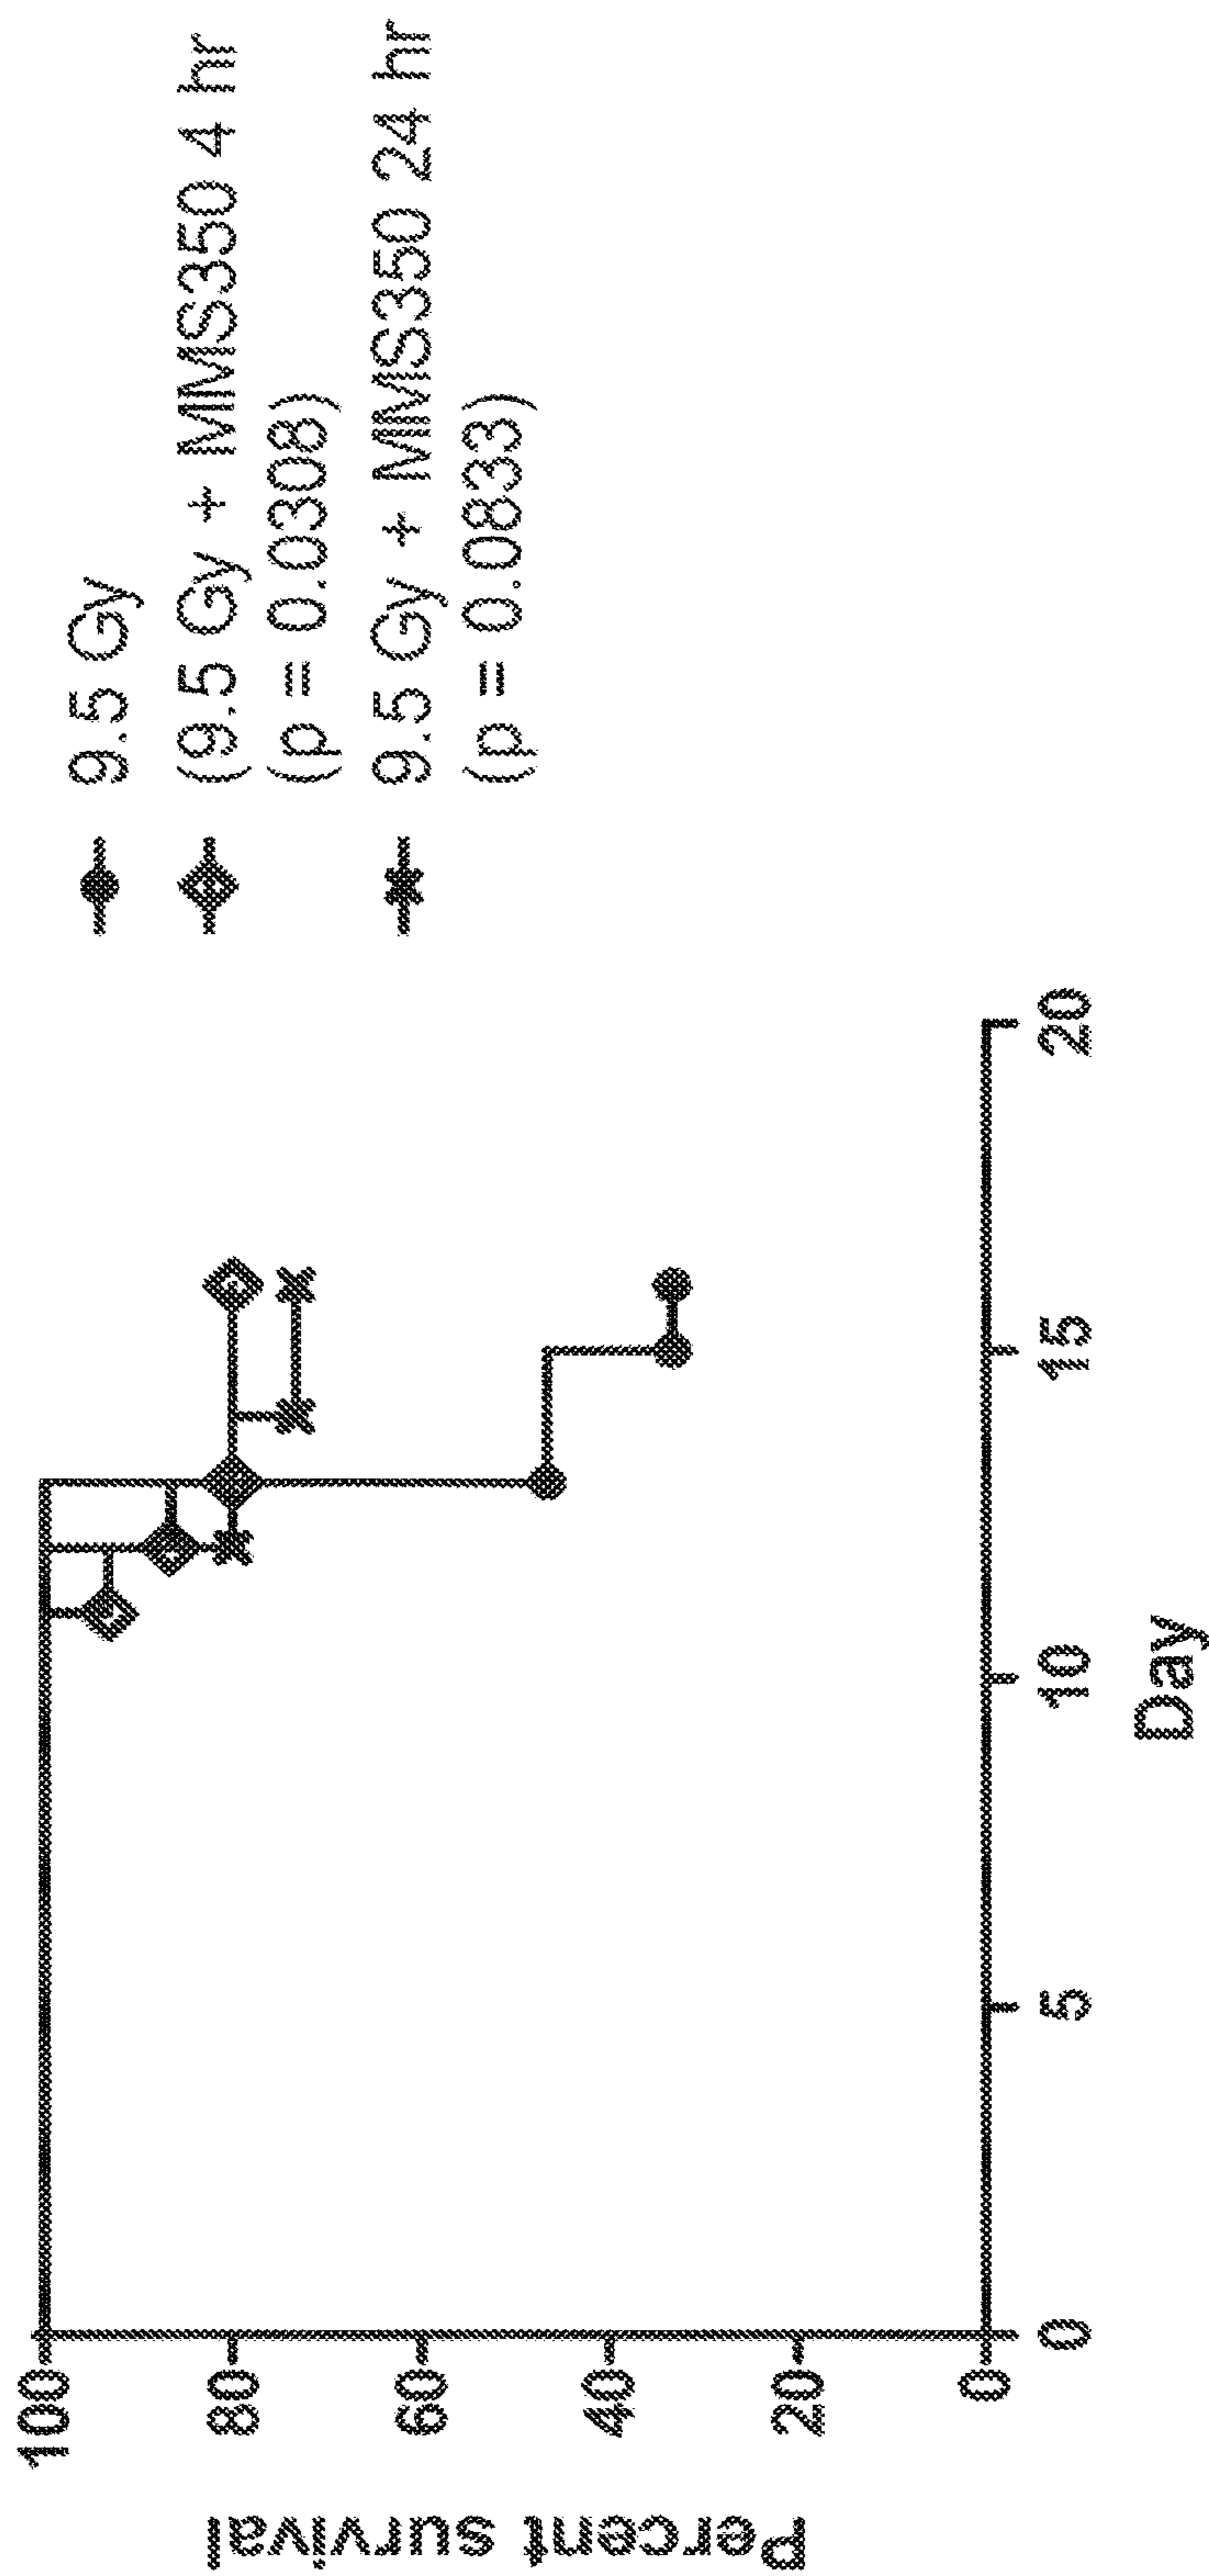 9.5 Gy
(9.5 Gy + MMS350 4 hr
(p = 0.0308)
9.5 Gy + MMS350 24 hr
(p = 0.0833)
Percent survival
100
80
60
40
20
0
0 5 10 15 20
Day